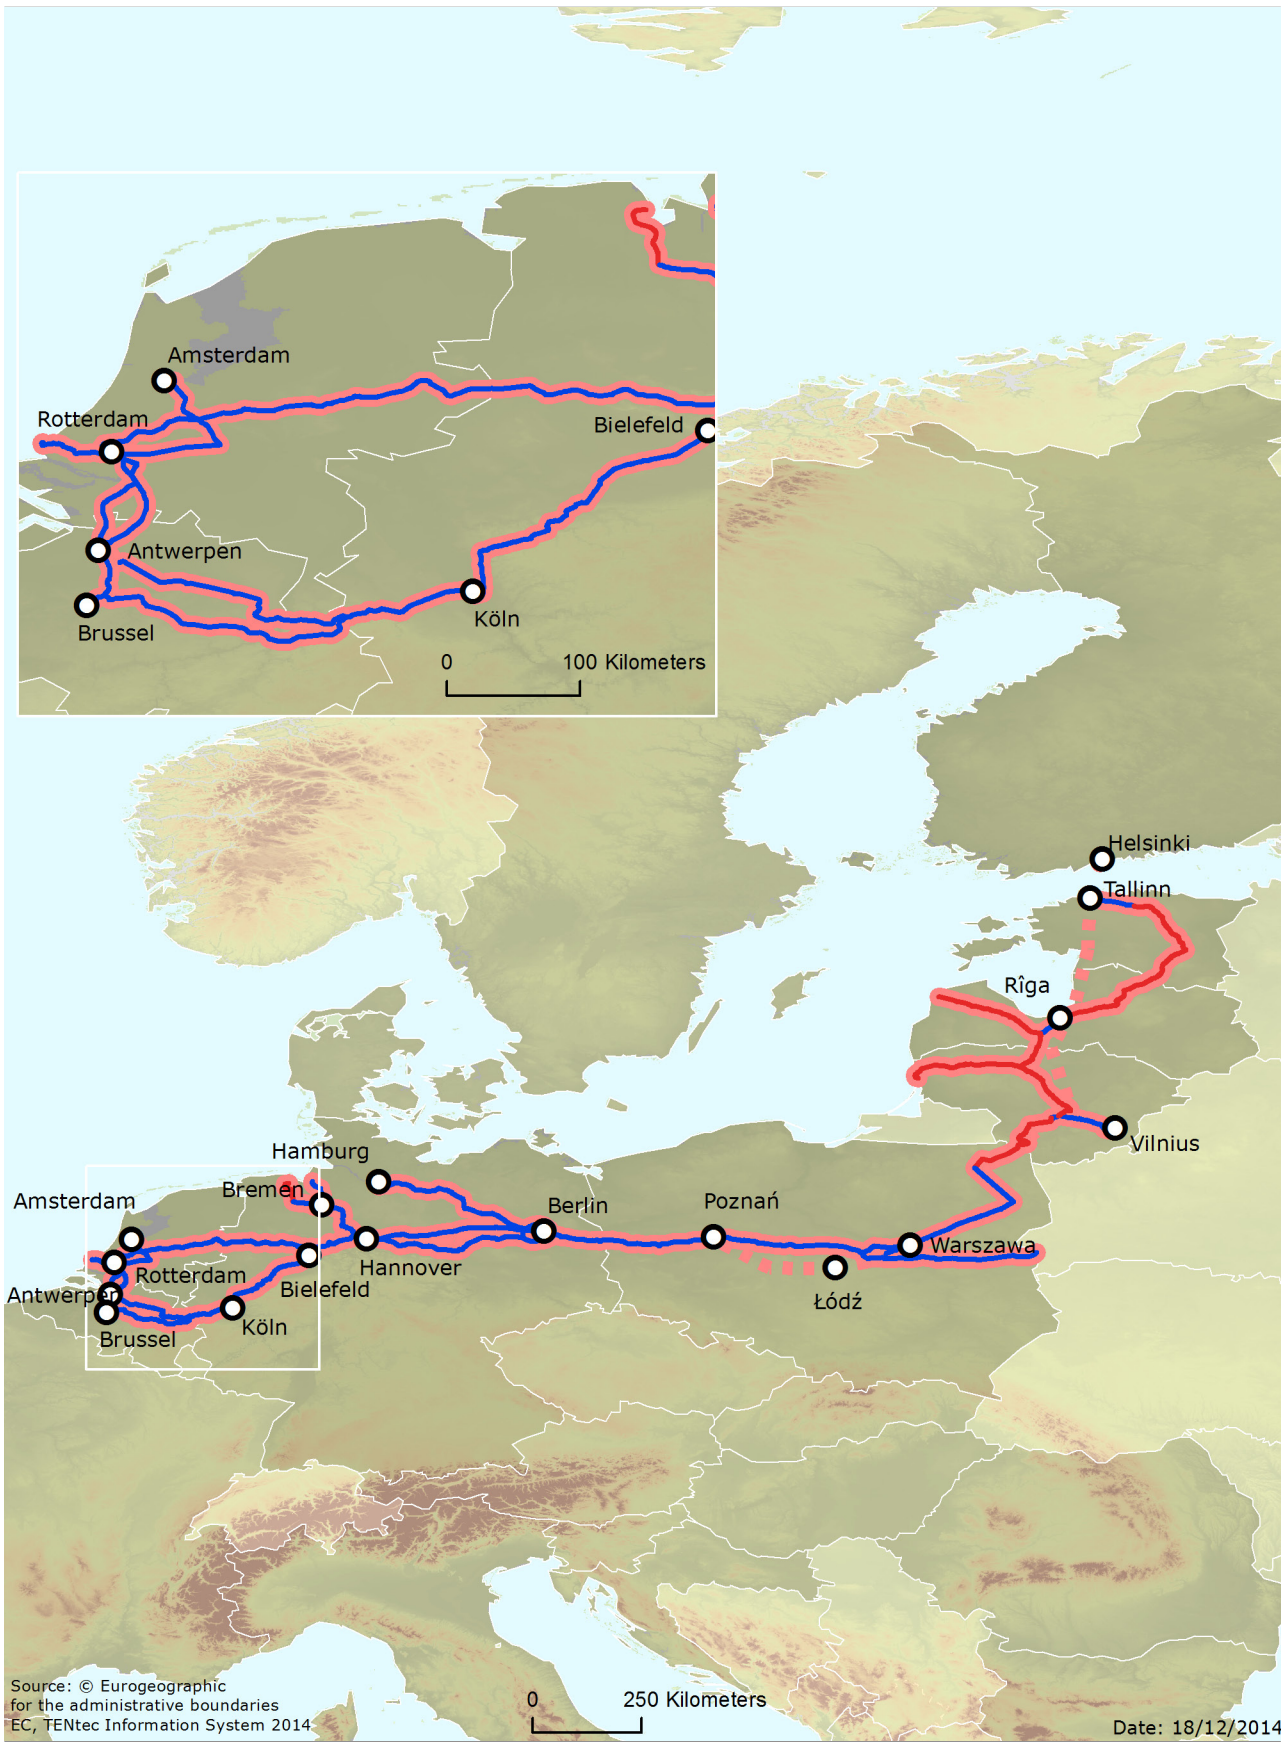 Amsterdam
Rotterdam
Bielefeld
Antwerpen
Brussel
Köln
0 100 Kilometers
Helsinki
Tallinn
Rîga
Vilnius
Hamburg
Bremen
Amsterdam
Berlin
Poznań
Warszawa
Hannover
Rotterdam
Bielefeld
Antwerpen
Łódź
Köln
Brussel
Source: © Eurogeographic
for the administrative boundaries
EC, TENtec Information System 2014
0 250 Kilometers
Date: 18/12/2014